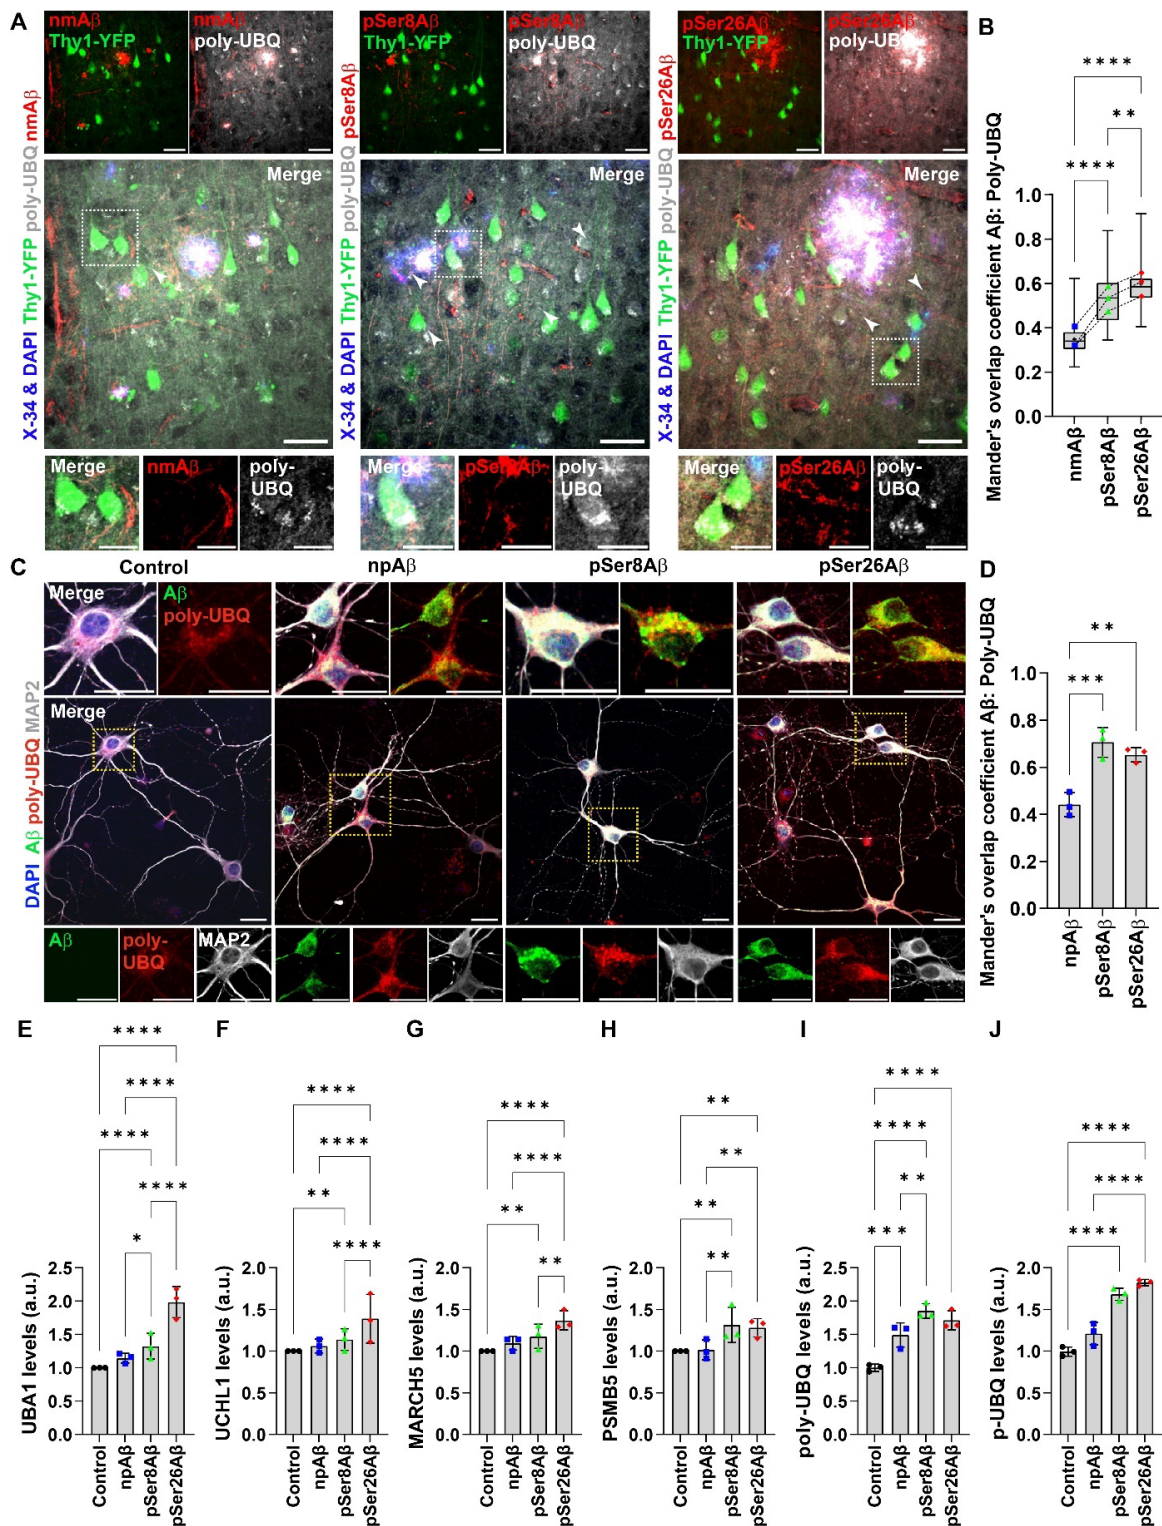 A
nmAβ
Thy1-YFP
nmAβ
poly-UBQ
pSer8Aβ
Thy1-YFP
pSer8Aβ
poly-UBQ
pSer26Aβ
Thy1-YFP
pSer26Aβ
poly-UBQ
X-34 & DAPI Thy1-YFP poly-UBQ nmAβ
Merge
X-34 & DAPI Thy1-YFP poly-UBQ pSer8Aβ
Merge
X-34 & DAPI Thy1-YFP poly-UBQ pSer26Aβ
Merge
Merge
nmAβ
poly-
UBQ
Merge
pSer8Aβ
poly-
UBQ
Merge
pSer26Aβ
poly-
UBQ
B
Mander's overlap coefficient Aβ: Poly-UBQ
****
**
****
1.0
0.8
0.6
0.4
0.2
0.0
nmAβ
pSer8Aβ
pSer26Aβ
C
Control
npAβ
pSer8Aβ
pSer26Aβ
Merge
Aβ
poly-UBQ
DAPI Aβ poly-UBQ MAP2
Merge
Aβ
poly-
UBQ
MAP2
D
Mander's overlap coefficient Aβ: Poly-UBQ
**
***
1.0
0.8
0.6
0.4
0.2
0.0
npAβ
pSer8Aβ
pSer26Aβ
E
UBA1 levels (a.u.)
****
****
****
****
*
2.5
2.0
1.5
1.0
0.5
0.0
Control
npAβ
pSer8Aβ
pSer26Aβ
F
UCHL1 levels (a.u.)
****
****
**
****
2.0
1.5
1.0
0.5
0.0
Control
npAβ
pSer8Aβ
pSer26Aβ
G
MARCH5 levels (a.u.)
****
****
**
**
2.0
1.5
1.0
0.5
0.0
Control
npAβ
pSer8Aβ
pSer26Aβ
H
PSMB5 levels (a.u.)
**
**
**
**
2.0
1.5
1.0
0.5
0.0
Control
npAβ
pSer8Aβ
pSer26Aβ
I
poly-UBQ levels (a.u.)
****
****
**
***
2.5
2.0
1.5
1.0
0.5
0.0
Control
npAβ
pSer8Aβ
pSer26Aβ
J
p-UBQ levels (a.u.)
****
****
****
2.0
1.5
1.0
0.5
0.0
Control
npAβ
pSer8Aβ
pSer26Aβ